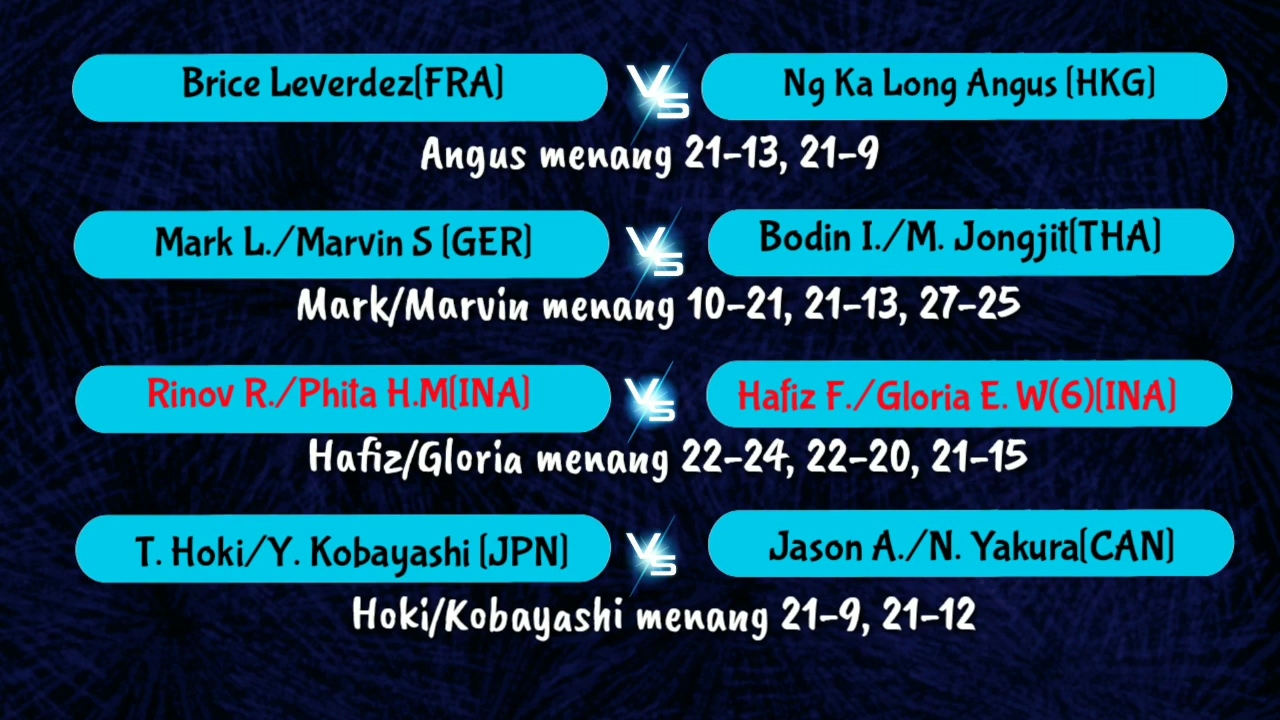 Brice Leverdez(FRA) VS Ng Ka Long Angus (HKG)
Angus menang 21-13, 21-9
Mark L./Marvin S (GER) VS Bodin I./M. Jongjit(THA)
Mark/Marvin menang 10-21, 21-13, 27-25
Rinov R./Phita H.M(INA) VS Hafiz F./Gloria E. W(6)(INA)
Hafiz/Gloria menang 22-24, 22-20, 21-15
T. Hoki/Y. Kobayashi (JPN) VS Jason A./N. Yakura(CAN)
Hoki/Kobayashi menang 21-9, 21-12